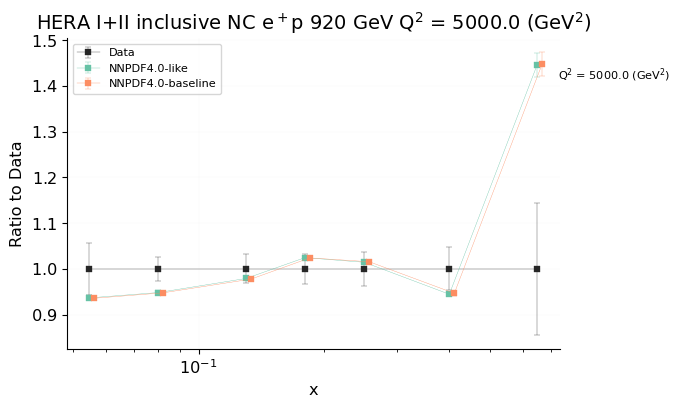 HERA I+II inclusive NC e⁺p 920 GeV Q² = 5000.0 (GeV²)
Data
NNPDF4.0-like
NNPDF4.0-baseline
Q² = 5000.0 (GeV²)
1.5
1.4
1.3
1.2
1.1
1.0
0.9
Ratio to Data
10⁻¹
x